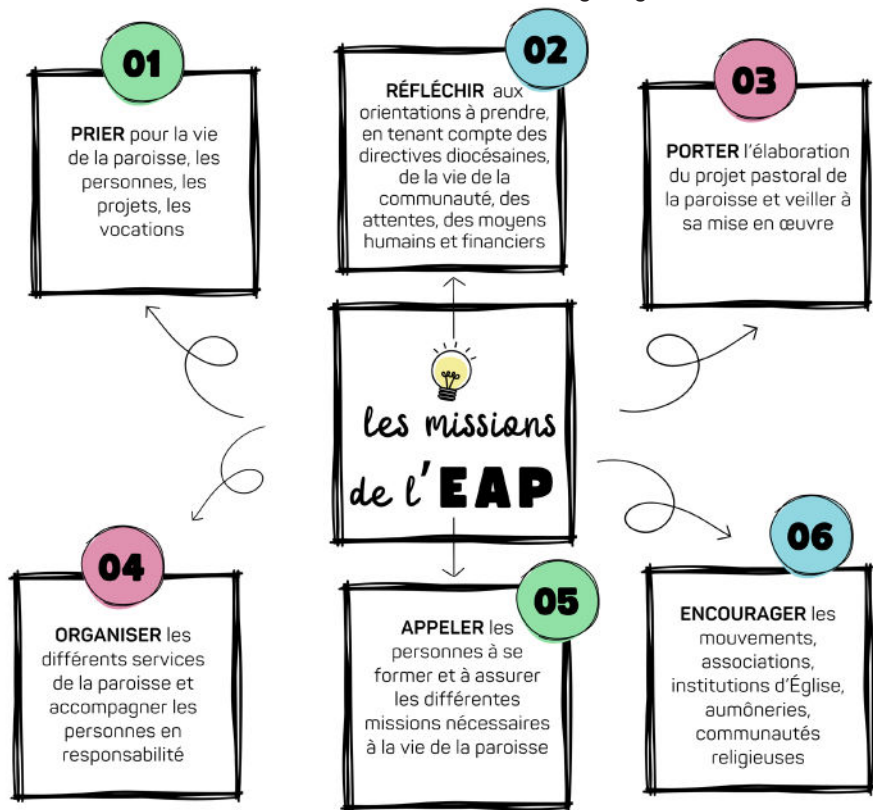 01
PRIER pour la vie
de la paroisse, les
personnes, les
projets, les
vocations
02
RÉFLÉCHIR aux
orientations à prendre,
en tenant compte des
directives diocésaines,
de la vie de la
communauté, des
attentes, des moyens
humains et financiers
03
PORTER l'élaboration
du projet pastoral de
la paroisse et veiller à
sa mise en œuvre
les missions
de l'EAP
04
ORGANISER les
différents services
de la paroisse et
accompagner les
personnes en
responsabilité
05
APPELER les
personnes à se
former et à assurer
les différentes
missions nécessaires
à la vie de la paroisse
06
ENCOURAGER les
mouvements,
associations,
institutions d'Église,
aumôneries,
communautés
religieuses